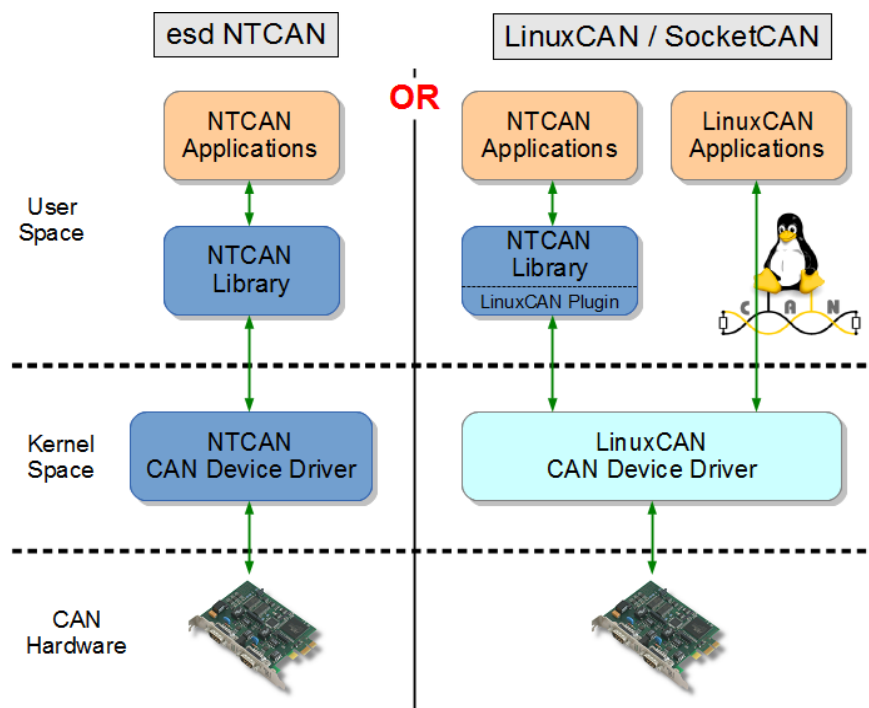 esd NTCAN
LinuxCAN / SocketCAN
OR
NTCAN
Applications
NTCAN
Applications
LinuxCAN
Applications
User
Space
NTCAN
Library
NTCAN
Library
LinuxCAN Plugin
C A N
Kernel
Space
NTCAN
CAN Device Driver
LinuxCAN
CAN Device Driver
CAN
Hardware